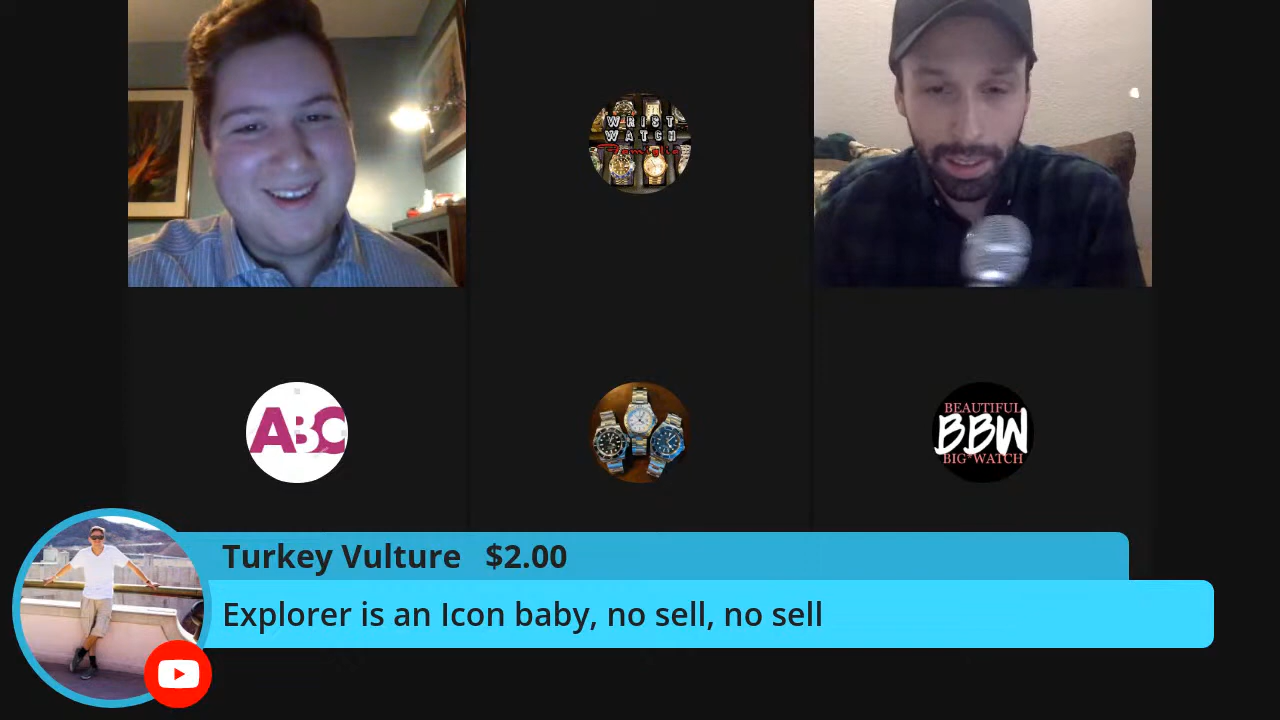 WRIST
WATCH
Famiglia
ABC
BEAUTIFUL
BBW
BIG*WATCH
Turkey Vulture $2.00
Explorer is an Icon baby, no sell, no sell